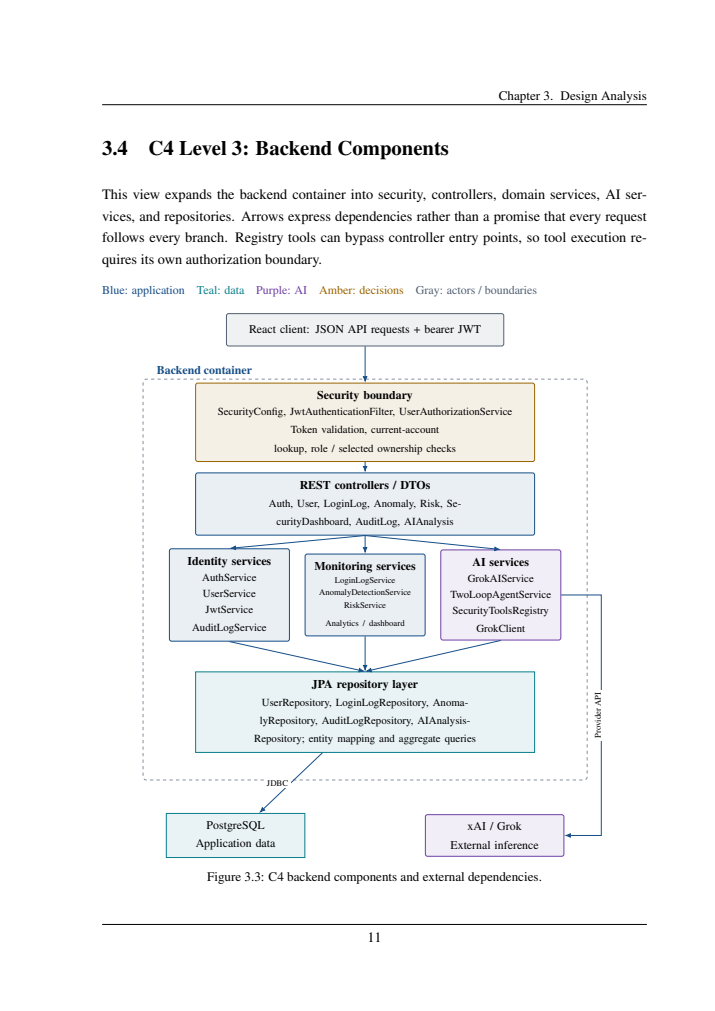 Chapter 3. Design Analysis
3.4 C4 Level 3: Backend Components
This view expands the backend container into security, controllers, domain services, AI ser-
vices, and repositories. Arrows express dependencies rather than a promise that every request
follows every branch. Registry tools can bypass controller entry points, so tool execution re-
quires its own authorization boundary.
Blue: application Teal: data Purple: AI Amber: decisions Gray: actors / boundaries
React client: JSON API requests + bearer JWT
Backend container
Security boundary
SecurityConfig, JwtAuthenticationFilter, UserAuthorizationService
Token validation, current-account
lookup, role / selected ownership checks
REST controllers / DTOs
Auth, User, LoginLog, Anomaly, Risk, Se-
curityDashboard, AuditLog, AIAnalysis
Identity services
AuthService
UserService
JwtService
AuditLogService
Monitoring services
LoginLogService
AnomalyDetectionService
RiskService
Analytics / dashboard
AI services
GrokAIService
TwoLoopAgentService
SecurityToolsRegistry
GrokClient
JPA repository layer
UserRepository, LoginLogRepository, Anoma-
lyRepository, AuditLogRepository, AIAnalysis-
Repository; entity mapping and aggregate queries
Provider API
JDBC
PostgreSQL
Application data
xAI / Grok
External inference
Figure 3.3: C4 backend components and external dependencies.
11